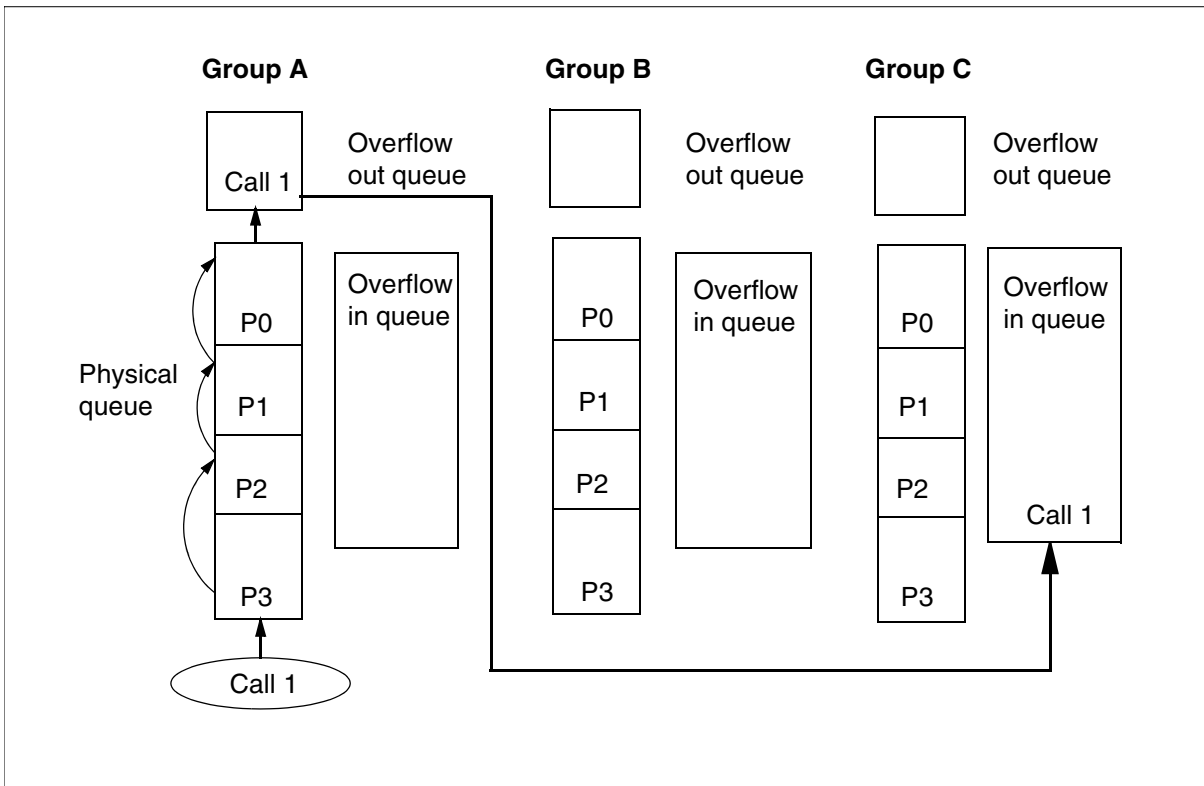 Group A
Group B
Group C
Call 1
Overflow
out queue
Overflow
out queue
Overflow
out queue
Physical
queue
P0
P1
P2
P3
Overflow
in queue
P0
P1
P2
P3
Overflow
in queue
P0
P1
P2
P3
Overflow
in queue
Call 1
Call 1